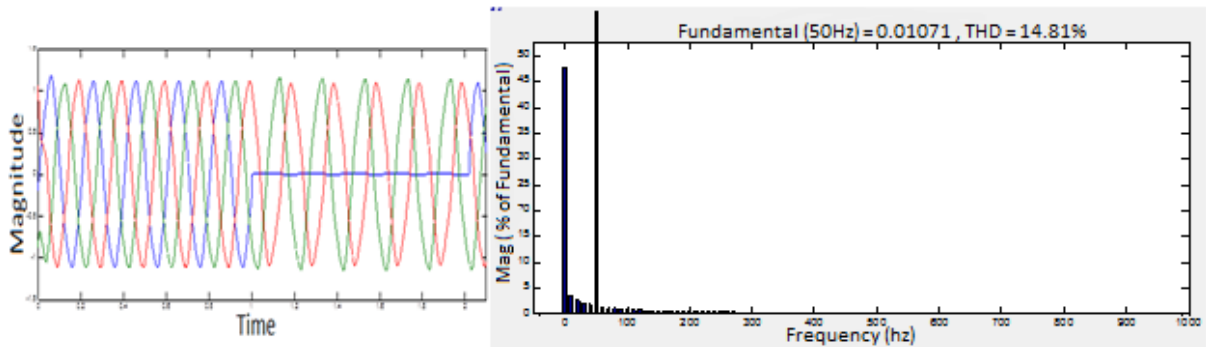 Magnitude
Time
Fundamental (50Hz) = 0.01071 , THD = 14.81%
Mag ( % of Fundamental)
50
45
40
35
30
25
20
15
10
5
0
0 100 200 300 400 500 600 700 800 900 1000
Frequency (hz)